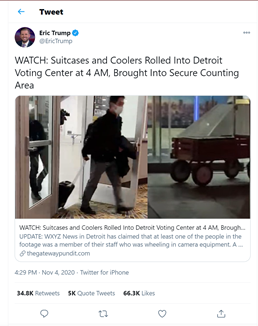 Tweet
Eric Trump
@EricTrump
WATCH: Suitcases and Coolers Rolled Into Detroit
Voting Center at 4 AM, Brought Into Secure Counting
Area
WATCH: Suitcases and Coolers Rolled Into Detroit Voting Center at 4 AM, Brough...
UPDATE: WXYZ News in Detroit has claimed that at least one of the people in the
footage was a member of their staff who was wheeling in camera equipment. A ...
thegatewaypundit.com
4:29 PM · Nov 4, 2020 · Twitter for iPhone
34.8K Retweets 5K Quote Tweets 66.3K Likes